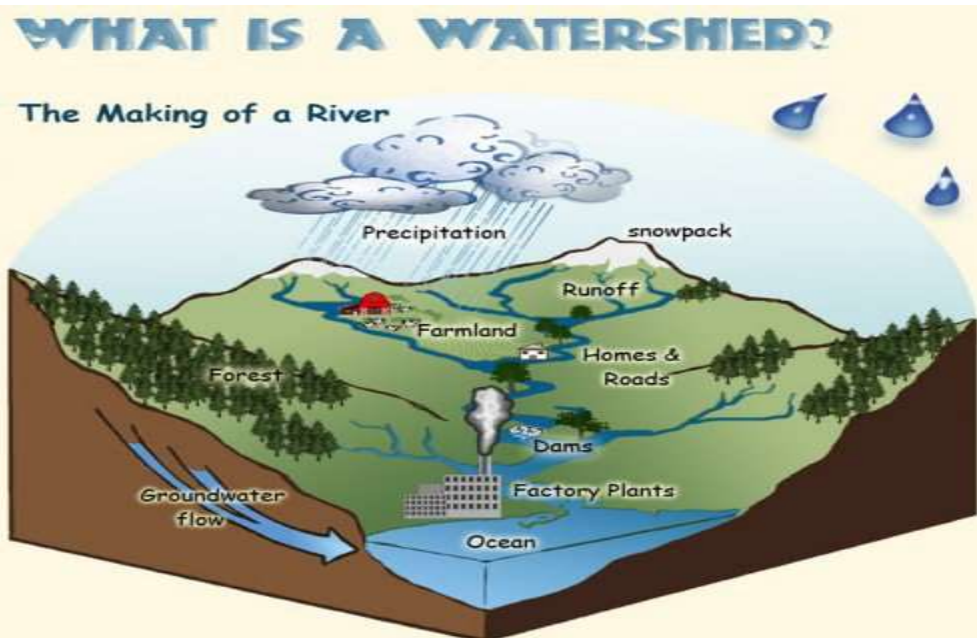 WHAT IS A WATERSHED?
The Making of a River
Precipitation
snowpack
Runoff
Farmland
Homes &
Roads
Forest
Dams
Groundwater
flow
Factory Plants
Ocean